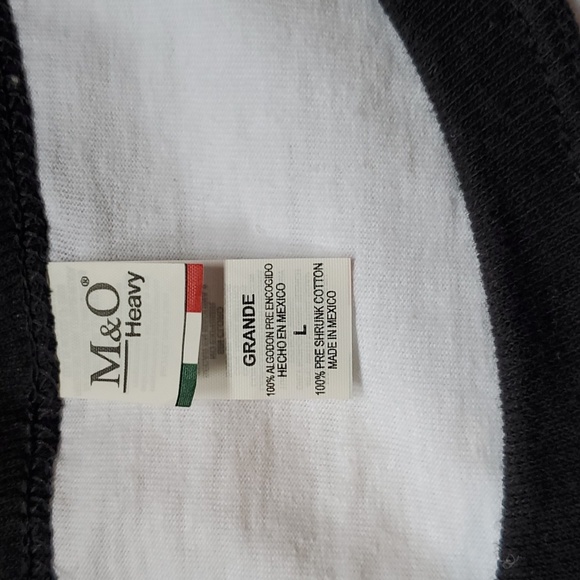 M&O®
Heavy
GRANDE
100% ALGODON PRE ENCOGIDO
HECHO EN MEXICO
L
100% PRE SHRUNK COTTON
MADE IN MEXICO